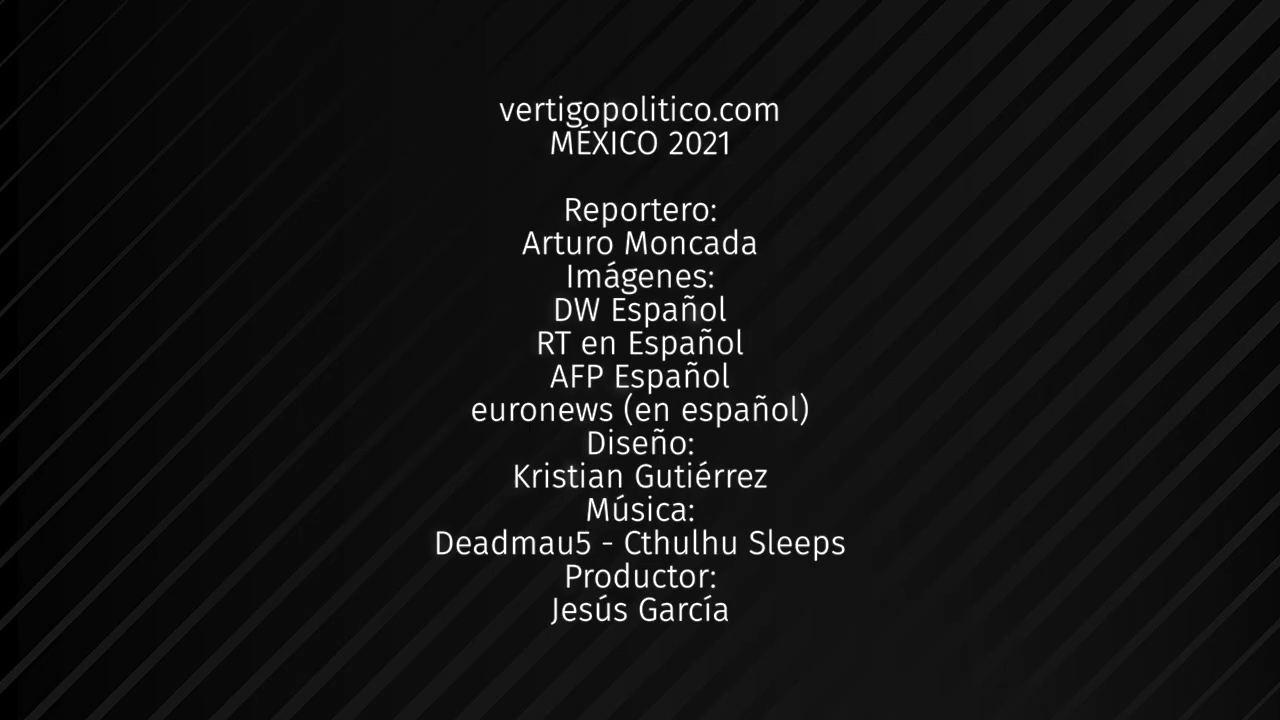 vertigopolitico.com
MÉXICO 2021
Reportero:
Arturo Moncada
Imágenes:
DW Español
RT en Español
AFP Español
euronews (en español)
Diseño:
Kristian Gutiérrez
Música:
Deadmau5 - Cthulhu Sleeps
Productor:
Jesús García